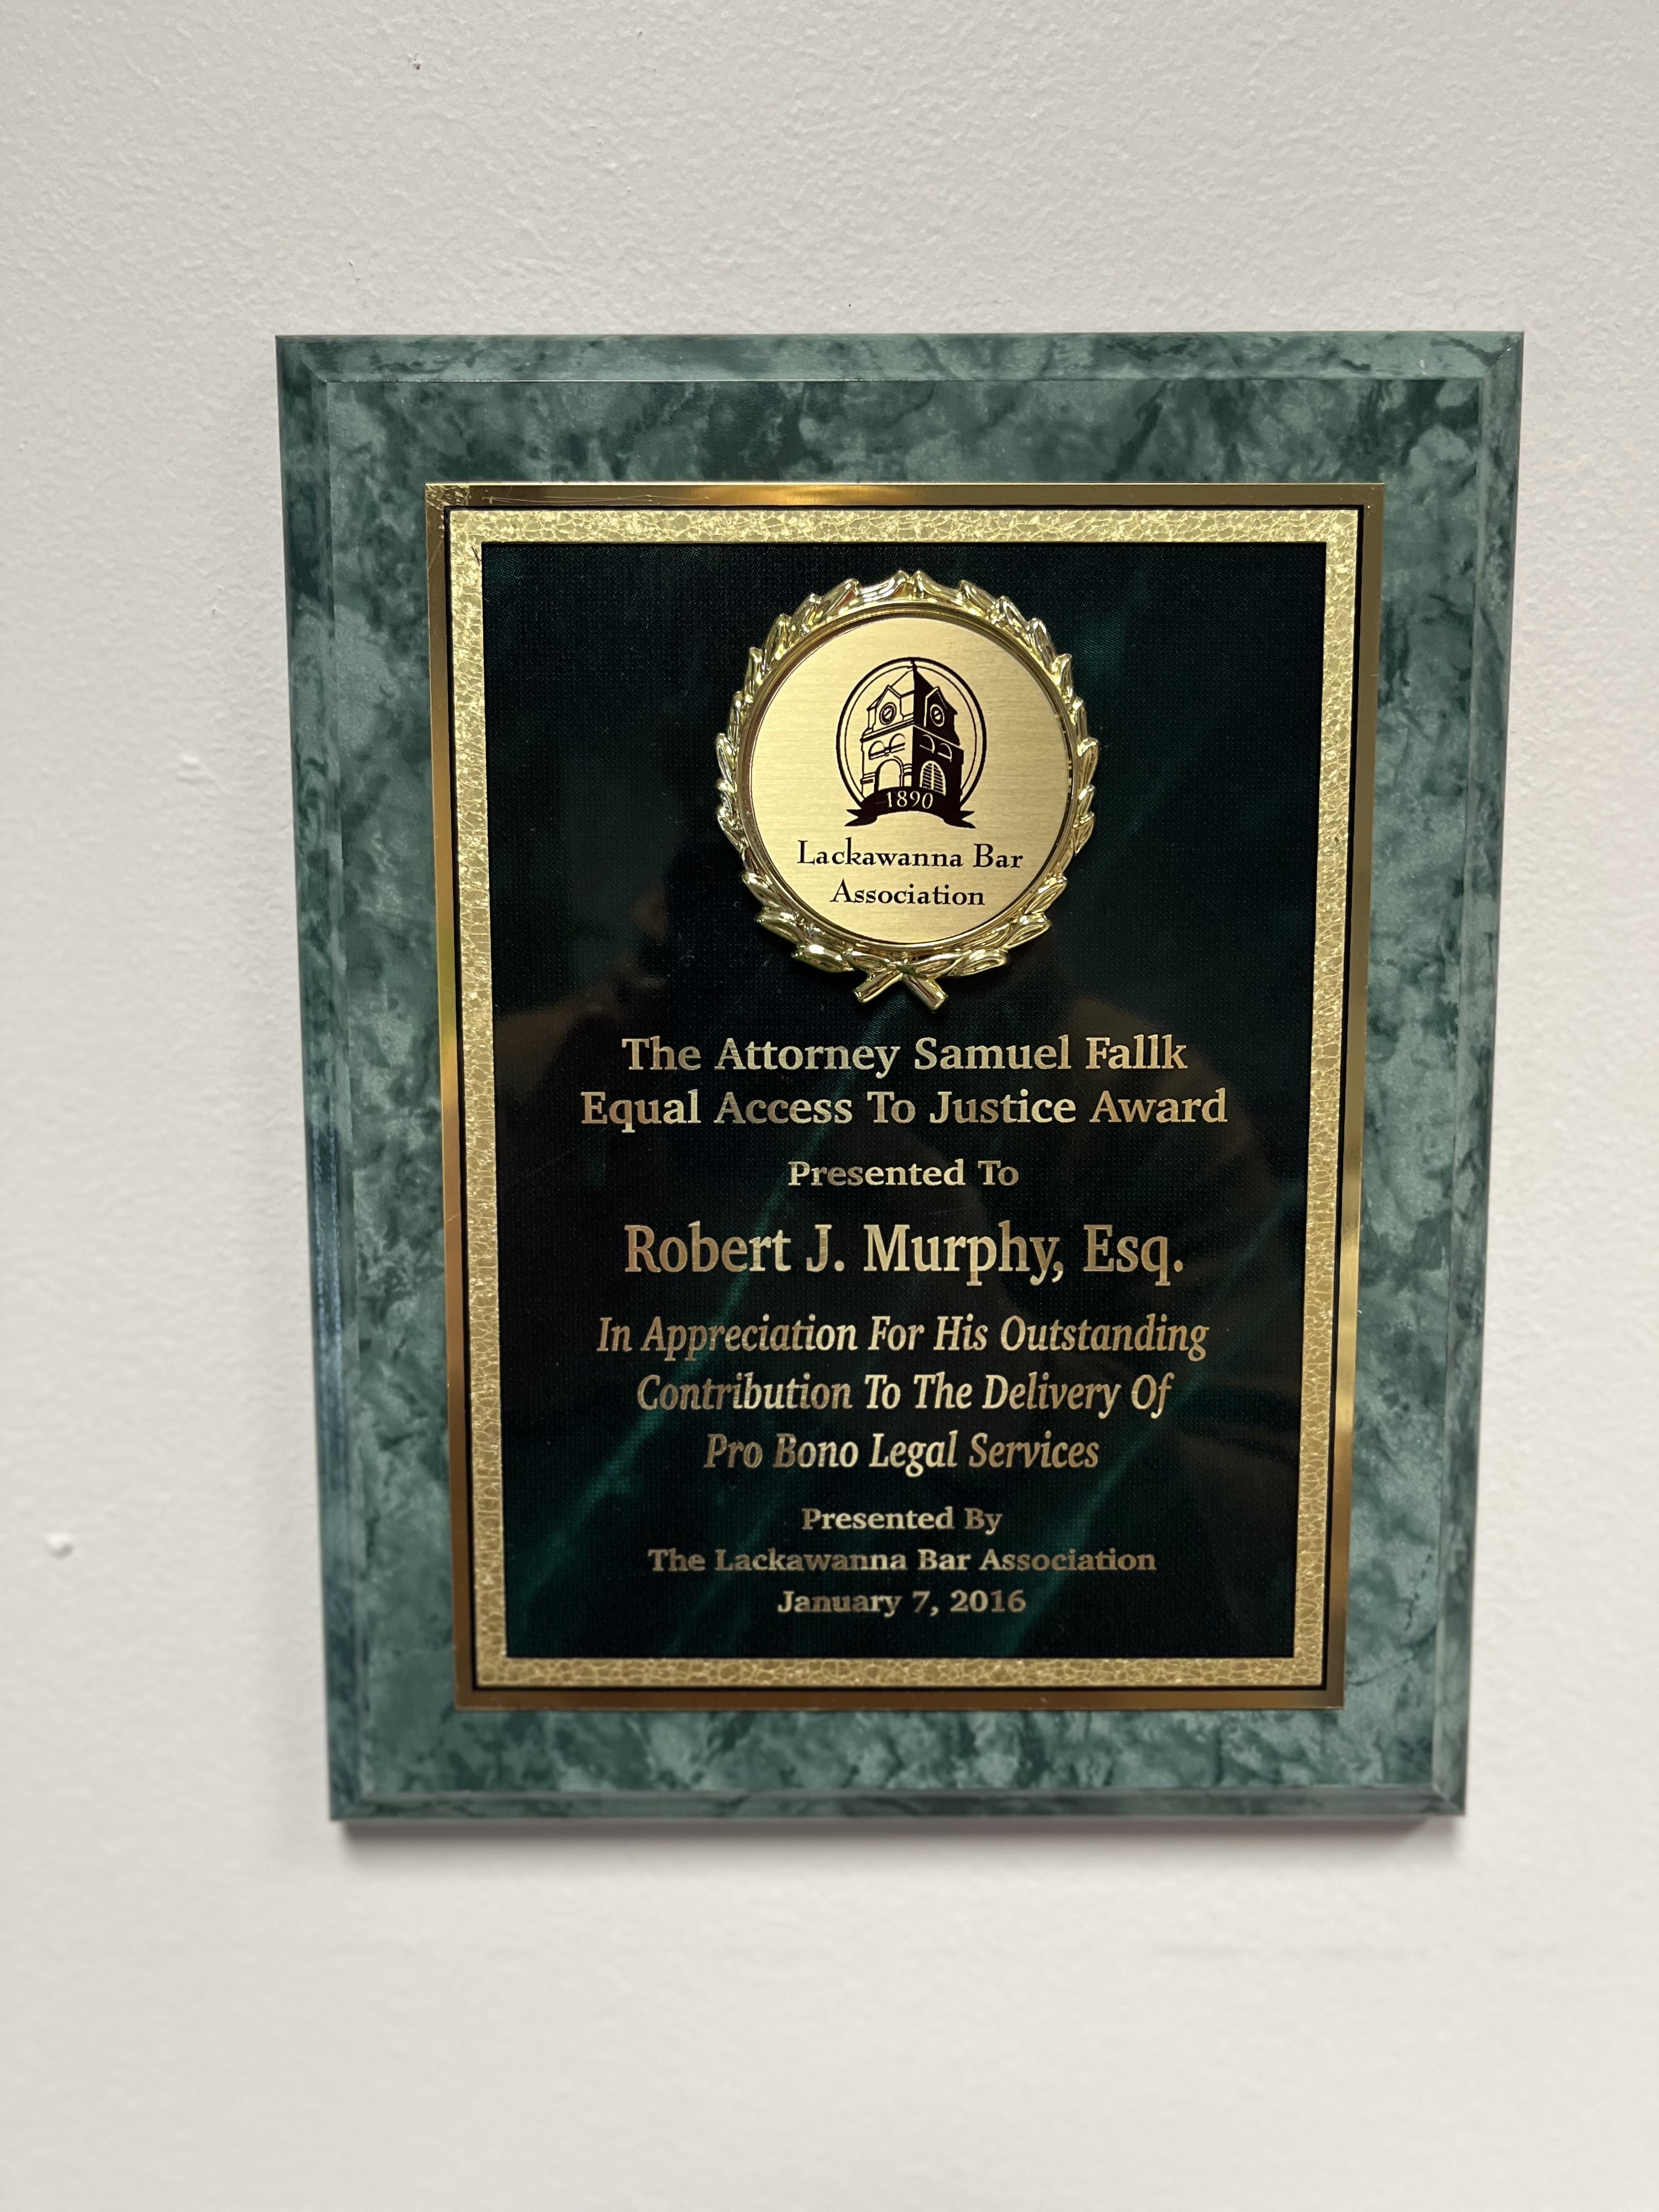 1890
Lackawanna Bar
Association
The Attorney Samuel Fallk
Equal Access To Justice Award
Presented To
Robert J. Murphy, Esq.
In Appreciation For His Outstanding
Contribution To The Delivery Of
Pro Bono Legal Services
Presented By
The Lackawanna Bar Association
January 7, 2016